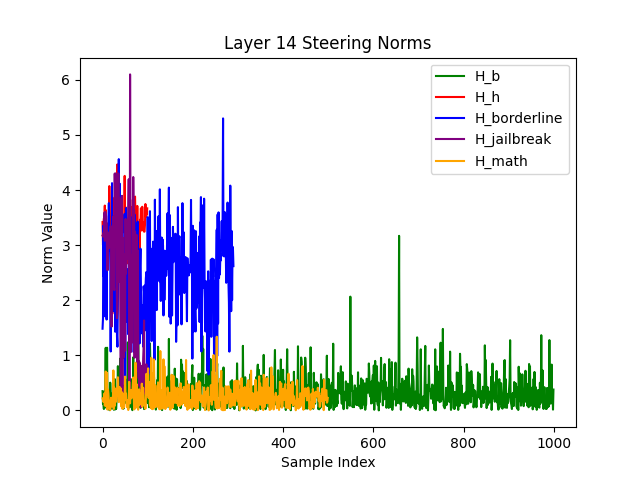 Layer 14 Steering Norms
H_b
H_h
H_borderline
H_jailbreak
H_math
Norm Value
6
5
4
3
2
1
0
0 200 400 600 800 1000
Sample Index